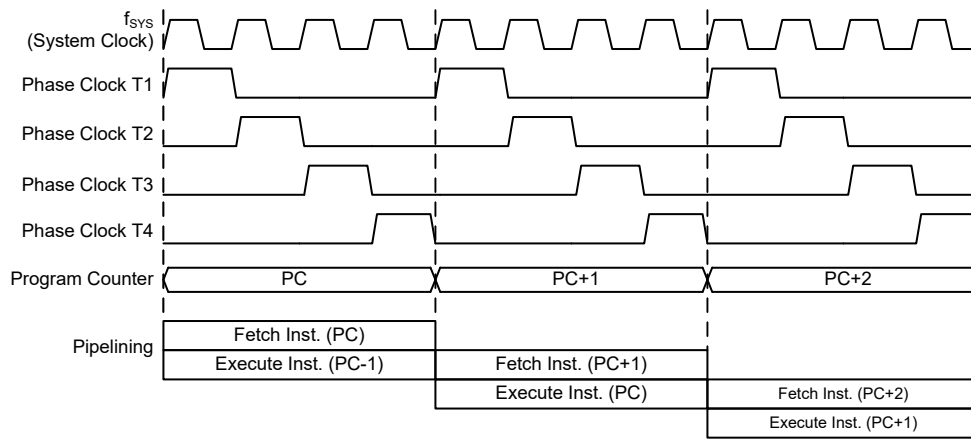 fSYS
(System Clock)
Phase Clock T1
Phase Clock T2
Phase Clock T3
Phase Clock T4
Program Counter
PC
PC+1
PC+2
Pipelining
Fetch Inst. (PC)
Execute Inst. (PC-1)
Fetch Inst. (PC+1)
Execute Inst. (PC)
Fetch Inst. (PC+2)
Execute Inst. (PC+1)